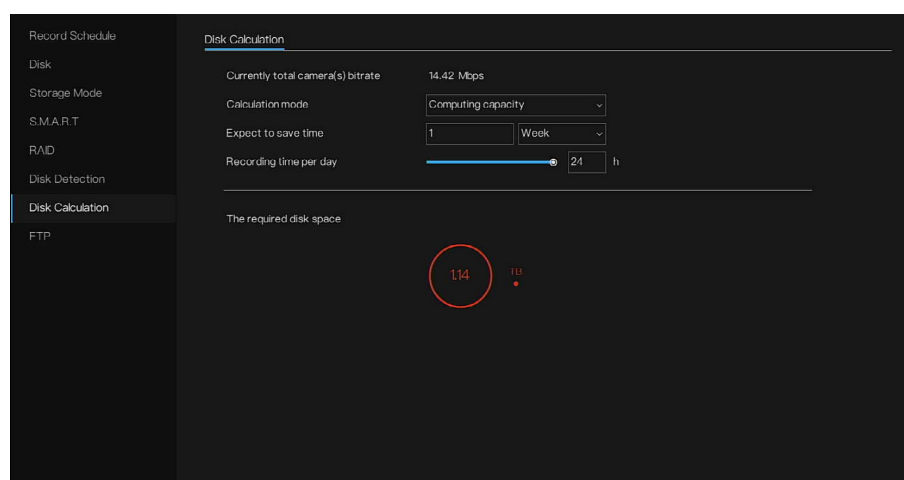 Record Schedule
Disk
Storage Mode
S.M.A.R.T
RAID
Disk Detection
Disk Calculation
FTP
Disk Calculation
Currently total camera(s) bitrate 14.42 Mbps
Calculation mode Computing capacity
Expect to save time 1 Week
Recording time per day 24 h
The required disk space
1.14 TB